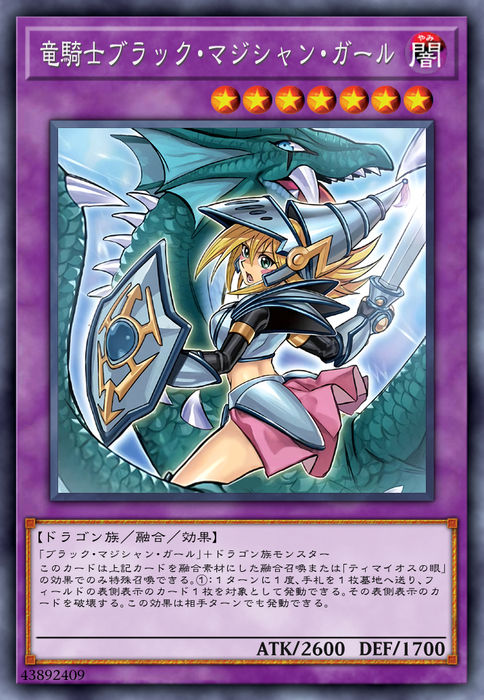 竜騎士ブラック・マジシャン・ガール
やみ
闇
【ドラゴン族/融合/効果】
「ブラック・マジシャン・ガール」+ドラゴン族モンスター
このカードは上記カードを融合素材にした融合召喚または「ティマイオスの眼」
の効果でのみ特殊召喚できる。①:1ターンに1度、手札を1枚墓地へ送り、フィ
ールドの表側表示のカード1枚を対象として発動できる。その表側表示のカ
ードを破壊する。この効果は相手ターンでも発動できる。
ATK/2600 DEF/1700
43892409